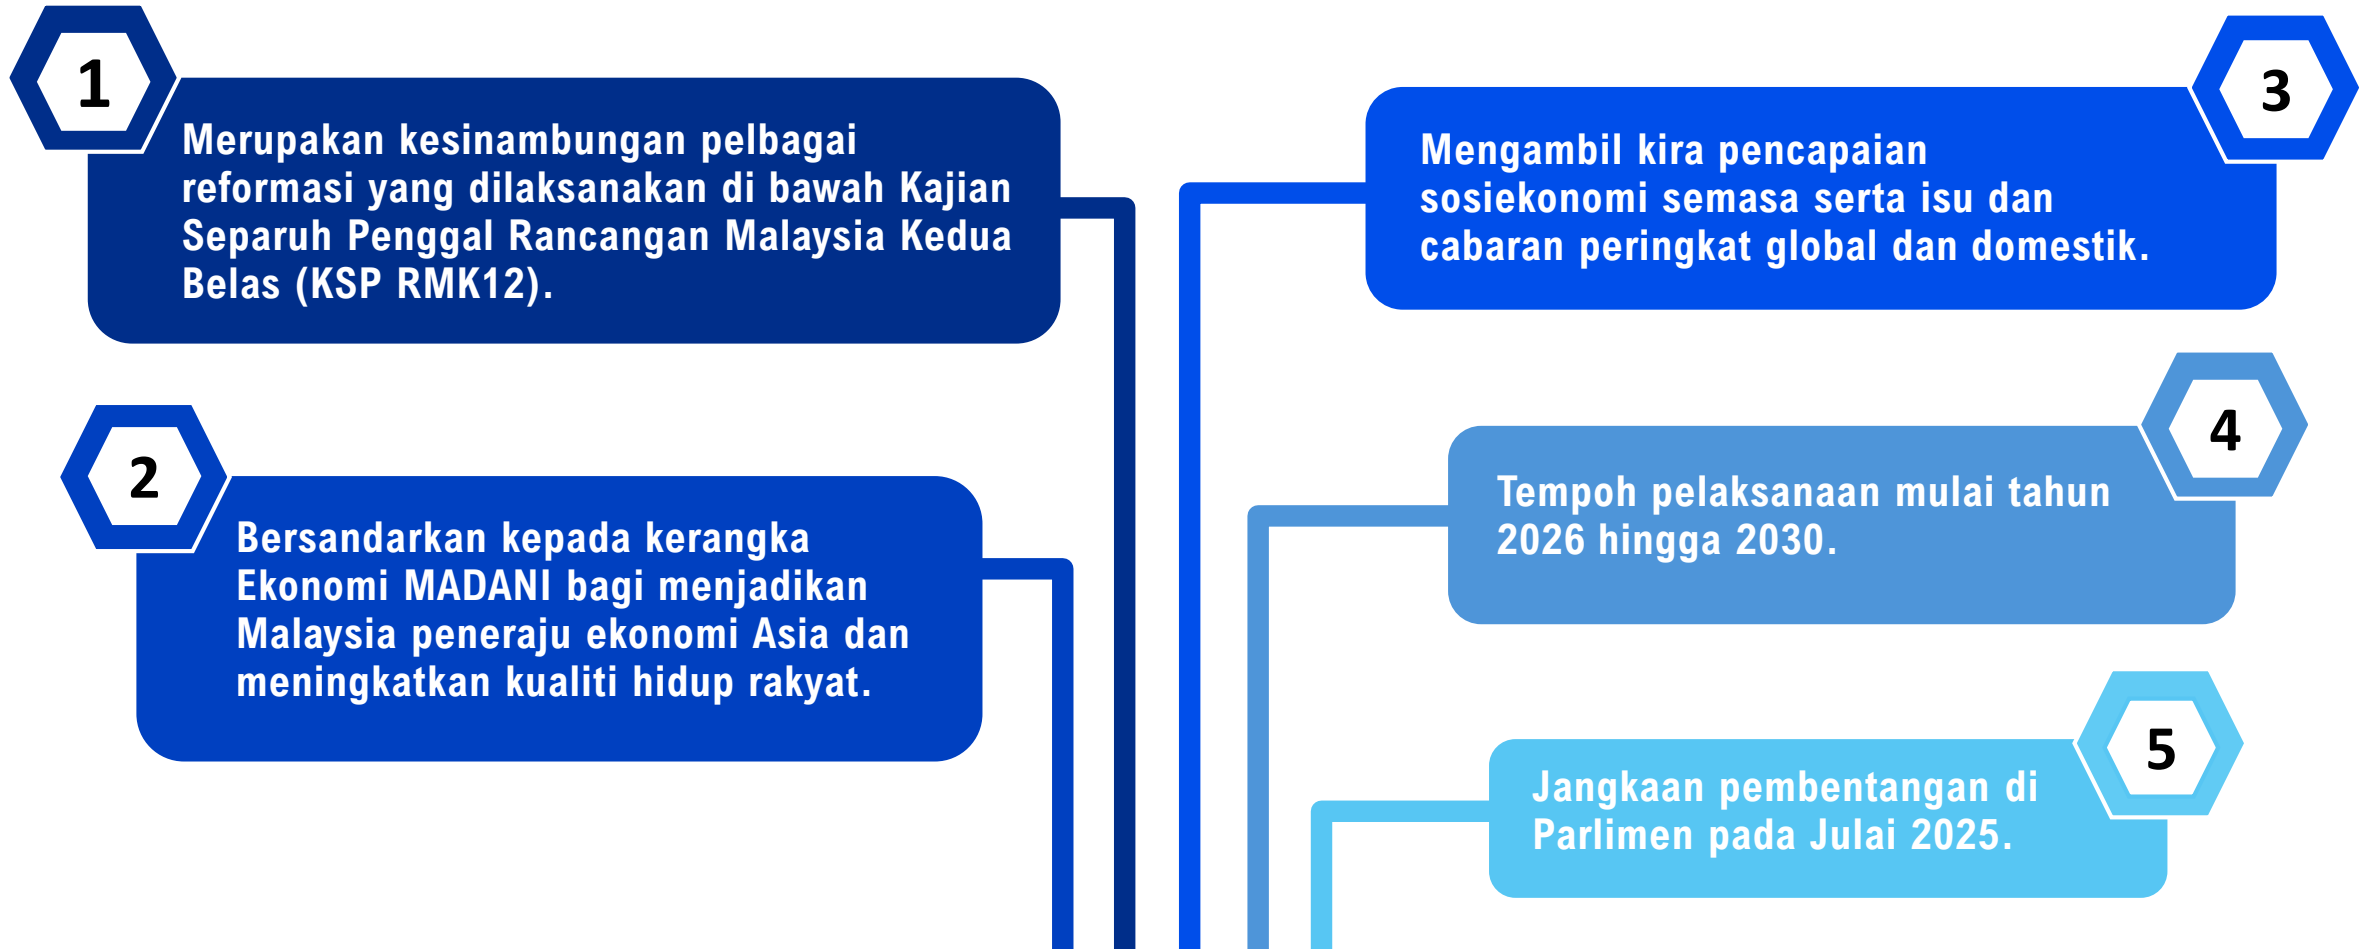 1
Merupakan kesinambungan pelbagai
reformasi yang dilaksanakan di bawah Kajian
Separuh Penggal Rancangan Malaysia Kedua
Belas (KSP RMK12).
2
Bersandarkan kepada kerangka
Ekonomi MADANI bagi menjadikan
Malaysia peneraju ekonomi Asia dan
meningkatkan kualiti hidup rakyat.
3
Mengambil kira pencapaian
sosiekonomi semasa serta isu dan
cabaran peringkat global dan domestik.
4
Tempoh pelaksanaan mulai tahun
2026 hingga 2030.
5
Jangkaan pembentangan di
Parlimen pada Julai 2025.